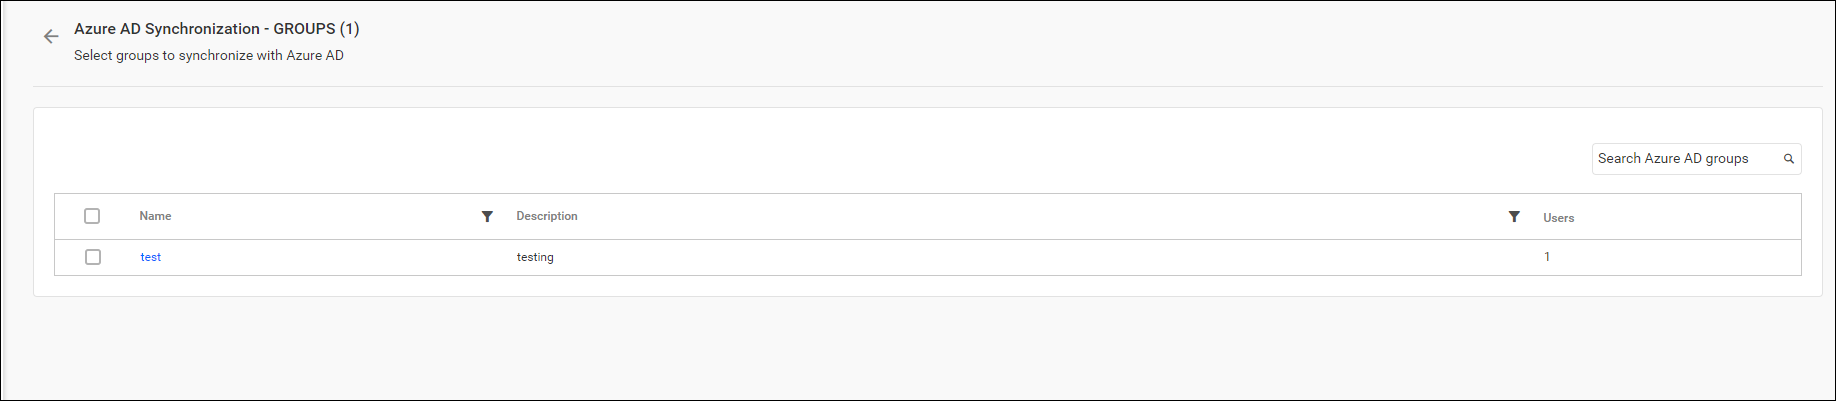 Azure AD Synchronization - GROUPS (1)
Select groups to synchronize with Azure AD
Search Azure AD groups
Name Description Users
test testing 1